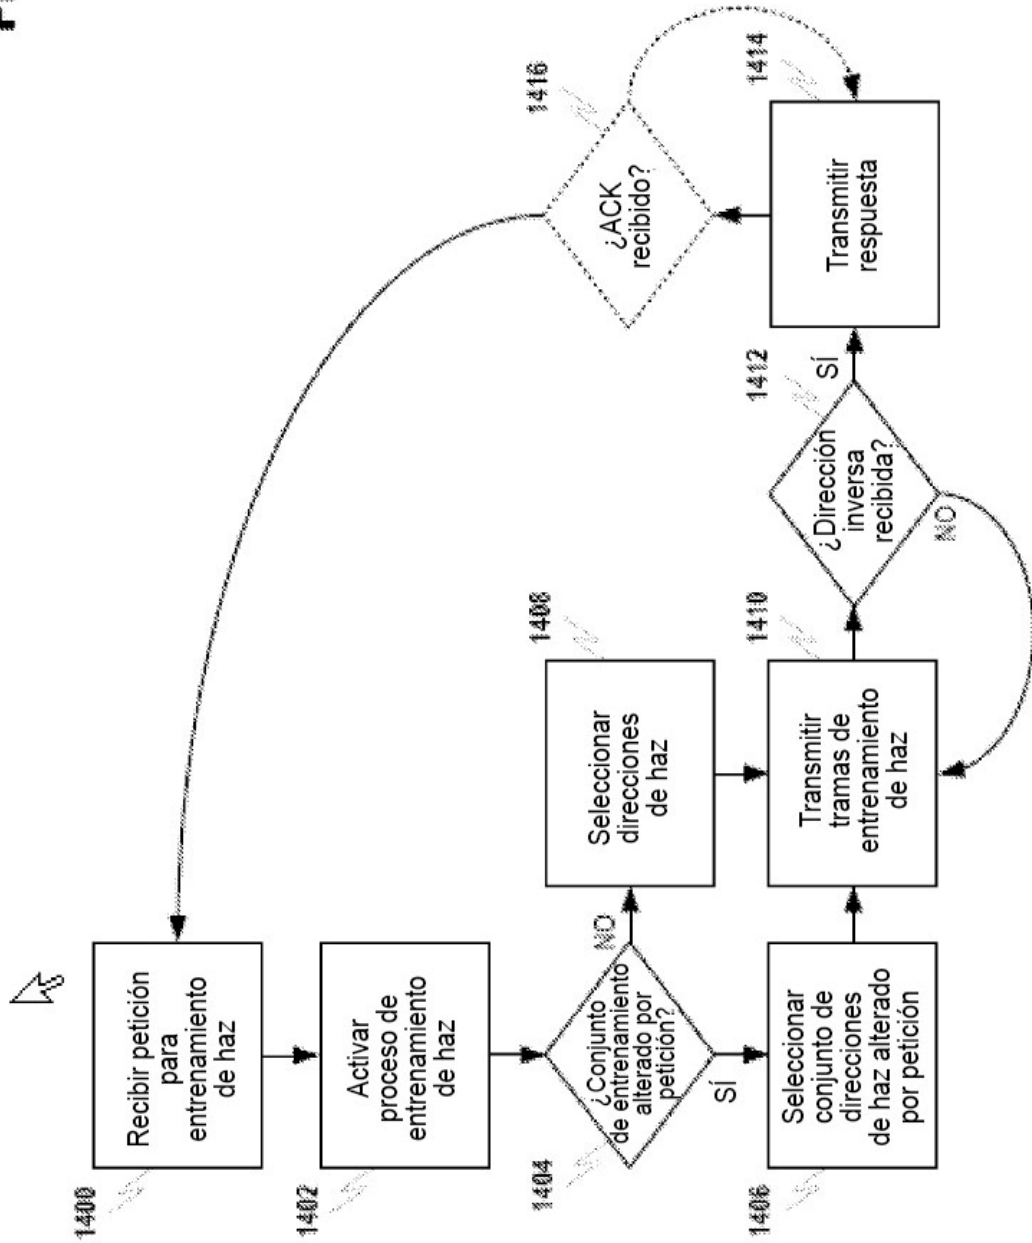 1400
Recibir petición
para
entrenamiento
de haz
1402
Activar
proceso de
entrenamiento
de haz
1404
¿Conjunto
de entrenamiento
alterado por
petición?
NO
SÍ
1406
Seleccionar
conjunto de
direcciones
de haz alterado
por petición
1408
Seleccionar
direcciones
de haz
1410
Transmitir
tramas de
entrenamiento
de haz
1412
¿Dirección
inversa
recibida?
NO
SÍ
1414
Transmitir
respuesta
1416
¿ACK
recibido?